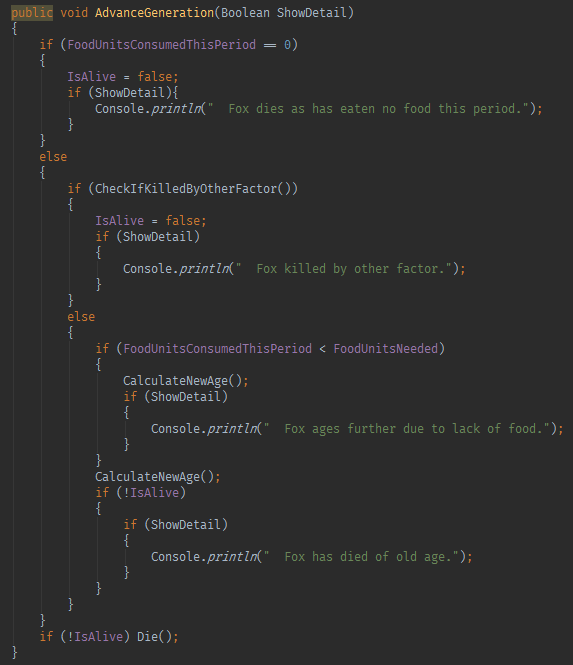 public void AdvanceGeneration(Boolean ShowDetail)
{
    if (FoodUnitsConsumedThisPeriod == 0)
    {
        IsAlive = false;
        if (ShowDetail){
            Console.println("  Fox dies as has eaten no food this period.");
        }
    }
    else
    {
        if (CheckIfKilledByOtherFactor())
        {
            IsAlive = false;
            if (ShowDetail)
            {
                Console.println("  Fox killed by other factor.");
            }
        }
        else
        {
            if (FoodUnitsConsumedThisPeriod < FoodUnitsNeeded)
            {
                CalculateNewAge();
                if (ShowDetail)
                {
                    Console.println("  Fox ages further due to lack of food.");
                }
            }
            CalculateNewAge();
            if (!IsAlive)
            {
                if (ShowDetail)
                {
                    Console.println("  Fox has died of old age.");
                }
            }
        }
    }
    if (!IsAlive) Die();
}